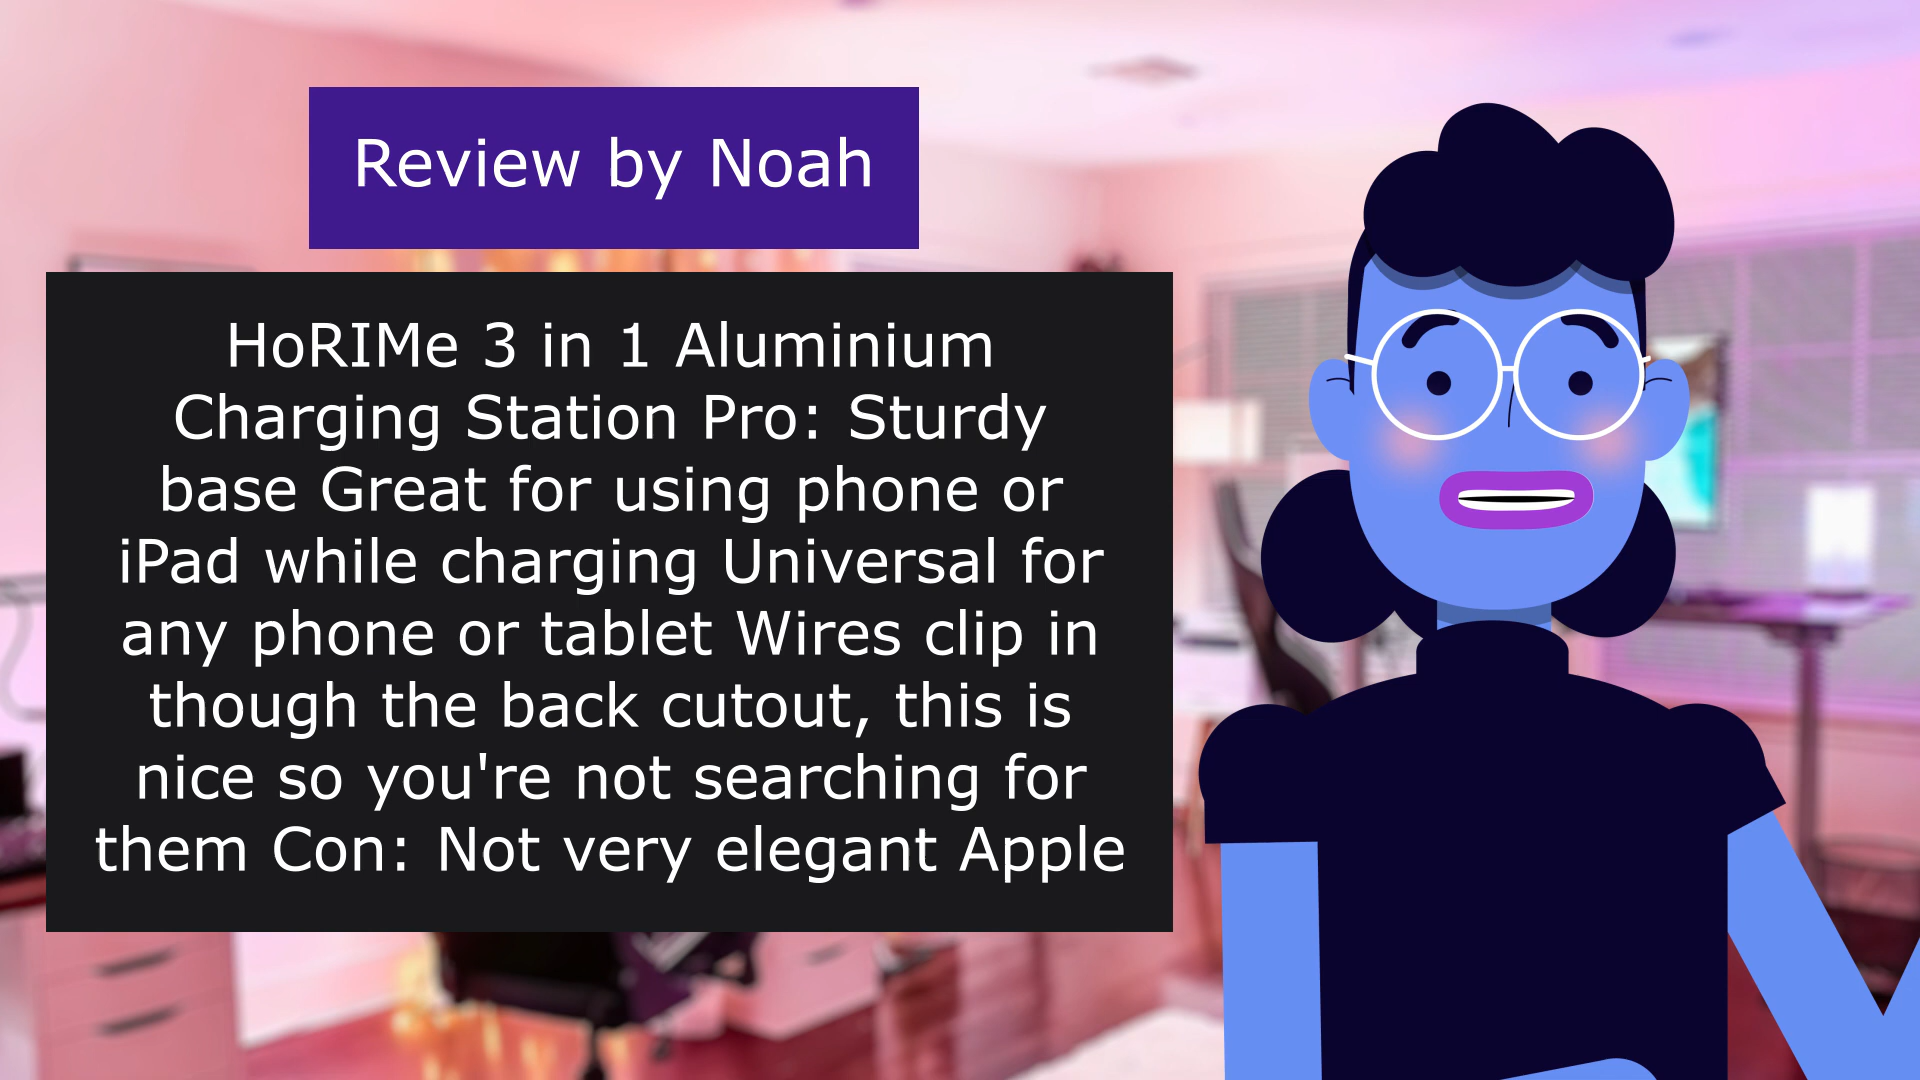 Review by Noah
HoRIMe 3 in 1 Aluminium
Charging Station Pro: Sturdy
base Great for using phone or
iPad while charging Universal for
any phone or tablet Wires clip in
though the back cutout, this is
nice so you're not searching for
them Con: Not very elegant Apple